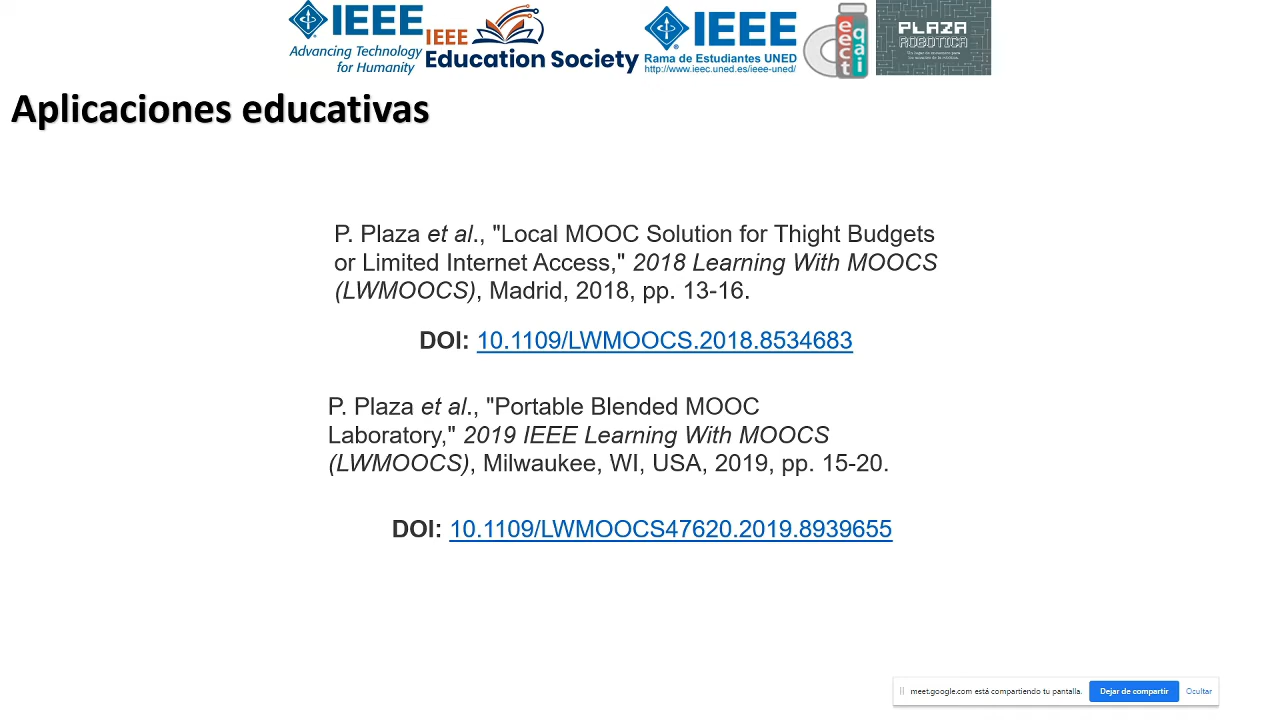 IEEE
Advancing Technology
for Humanity
IEEE
Education Society
IEEE
Rama de Estudiantes UNED
http://www.ieec.uned.es/ieee-uned/
PLAZA
ROBOTICA
Aplicaciones educativas
P. Plaza et al., "Local MOOC Solution for Thight Budgets
or Limited Internet Access," 2018 Learning With MOOCS
(LWMOOCS), Madrid, 2018, pp. 13-16.
DOI: 10.1109/LWMOOCS.2018.8534683
P. Plaza et al., "Portable Blended MOOC
Laboratory," 2019 IEEE Learning With MOOCS
(LWMOOCS), Milwaukee, WI, USA, 2019, pp. 15-20.
DOI: 10.1109/LWMOOCS47620.2019.8939655
meet.google.com está compartiendo tu pantalla.
Dejar de compartir
Ocultar